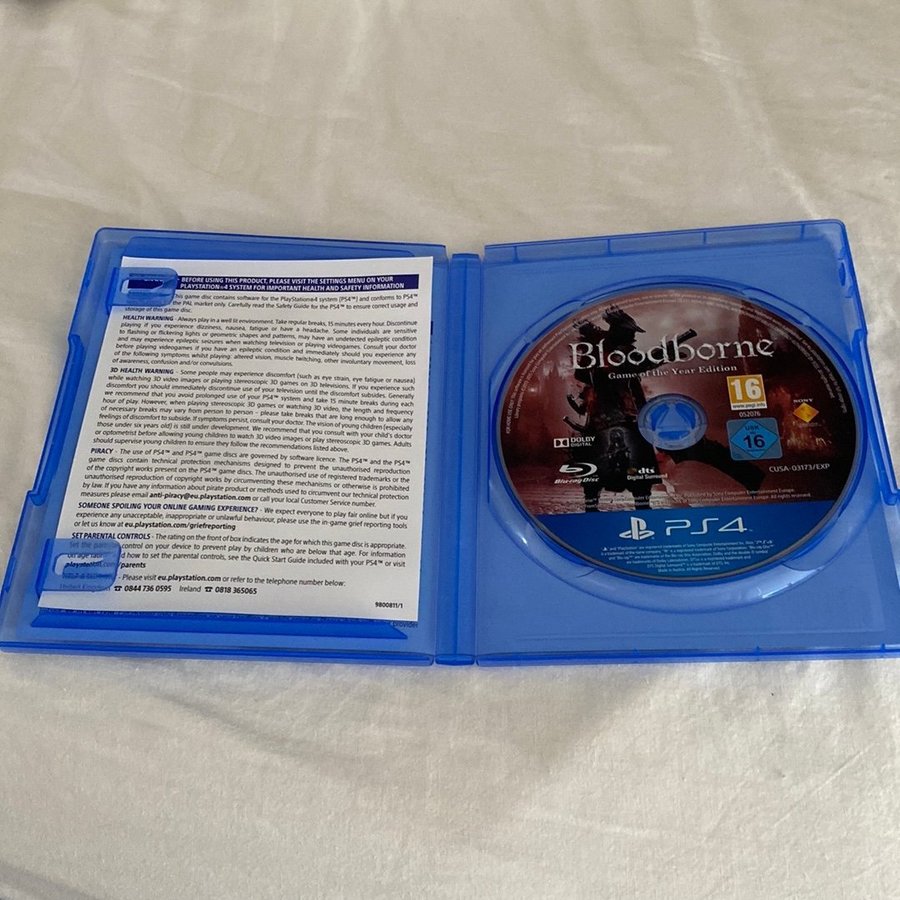 BEFORE USING THIS PRODUCT, PLEASE VISIT THE SETTINGS MENU ON YOUR
PLAYSTATION®4 SYSTEM FOR IMPORTANT HEALTH AND SAFETY INFORMATION
This game disc contains software for the PlayStation®4 system (PS4™) and conforms to PS4™
the PAL market only. Carefully read the Safety Guide for the PS4™ to ensure correct usage and
storage of this game disc.
HEALTH WARNING - Always play in a well lit environment. Take regular breaks, 15 minutes every hour. Discontinue
playing if you experience dizziness, nausea, fatigue or have a headache. Some individuals are sensitive
to flashing or flickering lights or geometric shapes and patterns, may have an undetected epileptic condition
and may experience epileptic seizures when watching television or playing videogames. Consult your doctor
before playing videogames if you have an epileptic condition and immediately should you experience any
of the following symptoms whilst playing: altered vision, muscle twitching, other involuntary movement, loss
of awareness, confusion and/or convulsions.
3D HEALTH WARNING - Some people may experience discomfort (such as eye strain, eye fatigue or nausea)
while watching 3D video images or playing stereoscopic 3D games on 3D televisions. If you experience such
discomfort you should immediately discontinue use of your television until the discomfort subsides. Generally
we recommend that you avoid prolonged use of your PS4™ system and take 15 minute breaks during each
hour of play. However, when playing stereoscopic 3D games or watching 3D video, the length and frequency
of necessary breaks may vary from person to person – please take breaks that are long enough to allow any
feelings of discomfort to subside. If symptoms persist, consult your doctor. The vision of young children (especially
those under six years old) is still under development. We recommend that you consult with your child's doctor
or optometrist before allowing young children to watch 3D video images or play stereoscopic 3D games. Adults
should supervise young children to ensure they follow the recommendations listed above.
PIRACY - The use of PS4™ and PS4™ games and discs are governed by software licence. The PS4™ and the PS4™
game discs contain technical protection mechanisms designed to prevent the unauthorised reproduction
of the copyright works present on the PS4™ game discs. The unauthorised use of registered trademarks or the
unauthorised reproduction of copyright works by circumventing these mechanisms or otherwise is prohibited
by law. If you have any information about pirate product or methods used to circumvent our technical protection
measures please email anti-piracy@eu.playstation.com or call your local Customer Service number.
SOMEONE SPOILING YOUR ONLINE GAMING EXPERIENCE? - We expect everyone to play fair online but if you
experience any unacceptable, inappropriate or unlawful behaviour, please use the in-game grief reporting tools
or let us know at eu.playstation.com/griefreporting
SET PARENTAL CONTROLS - The rating on the front of box indicates the age for which this game disc is appropriate.
Set the parental control on your device to prevent play by children who are below that age. For information
on age and how to set the parental controls, see the Quick Start Guide included with your PS4™ or visit
playstation.com/parents
- Please visit eu.playstation.com or refer to the telephone below:
United Kingdom ☎ 0844 736 0595 Ireland ☎ 0818 365065
9800811/1
provider
Bloodborne
Game of the Year Edition
16
www.pegi.info
052076
SONY
USK
16
DOLBY
DIGITAL
Blu-ray Disc
dts
Digital Surround
CUSA-03173/EXP
PS4